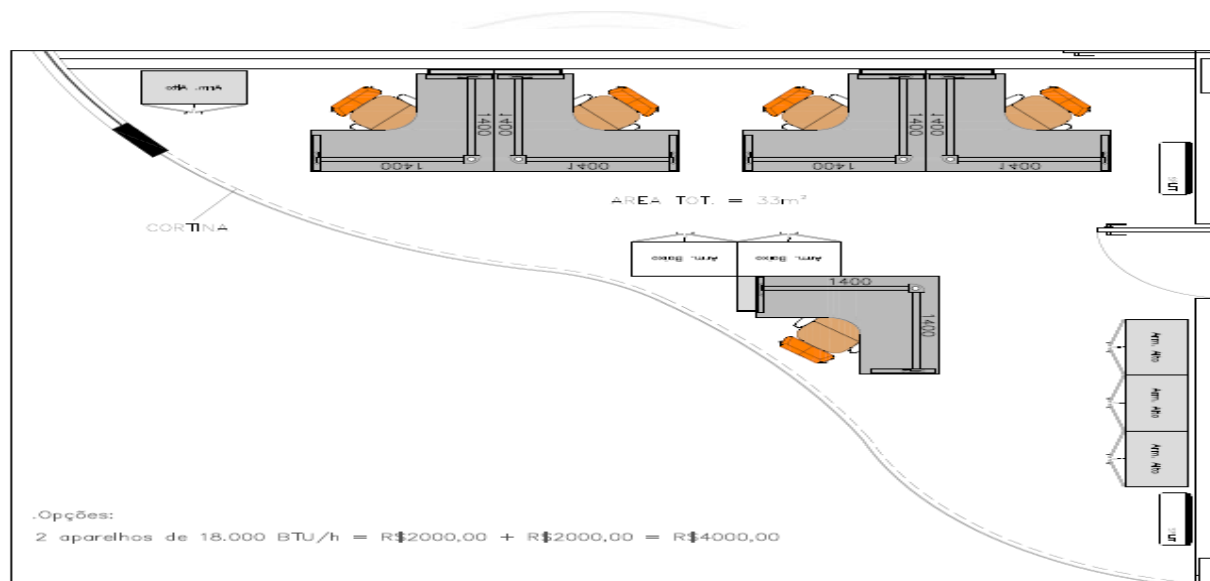 Arm. Alto
1400
1400
1400
1400
1400
1400
1400
1400
SPLIT
AREA TOT. = 33m²
CORTINA
Arm. Baixo
Arm. Baixo
1400
1400
Arm. Alto
Arm. Alto
Arm. Alto
.Opções:
2 aparelhos de 18.000 BTU/h = R$2000,00 + R$2000,00 = R$4000,00
SPLIT